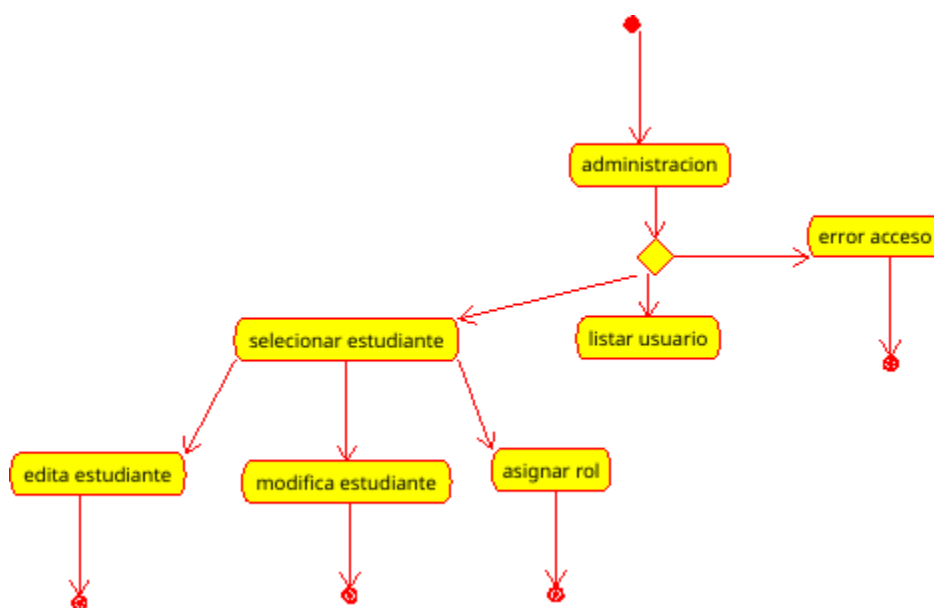 administracion
error acceso
selecionar estudiante
listar usuario
edita estudiante
modifica estudiante
asignar rol